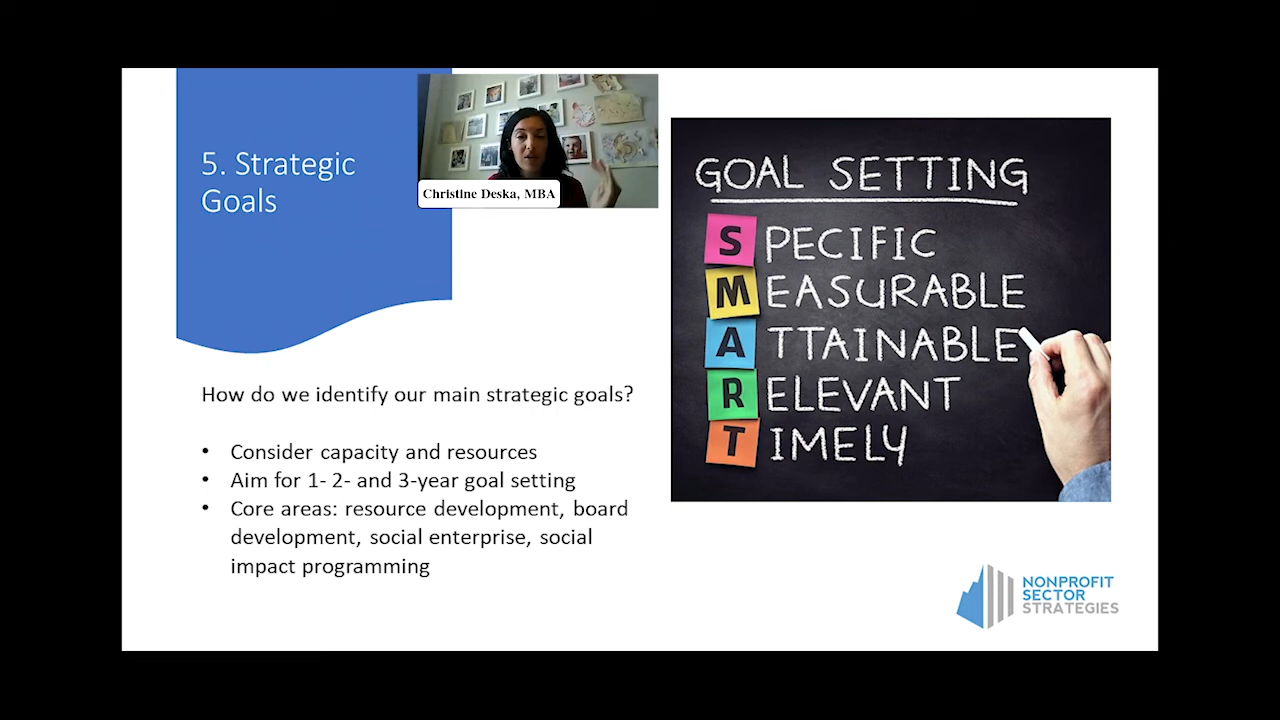 5. Strategic
Goals
Christine Deska, MBA
How do we identify our main strategic goals?
• Consider capacity and resources
• Aim for 1- 2- and 3-year goal setting
• Core areas: resource development, board
development, social enterprise, social
impact programming
GOAL SETTING
SPECIFIC
MEASURABLE
ATTAINABLE
RELEVANT
TIMELY
NONPROFIT
SECTOR
STRATEGIES